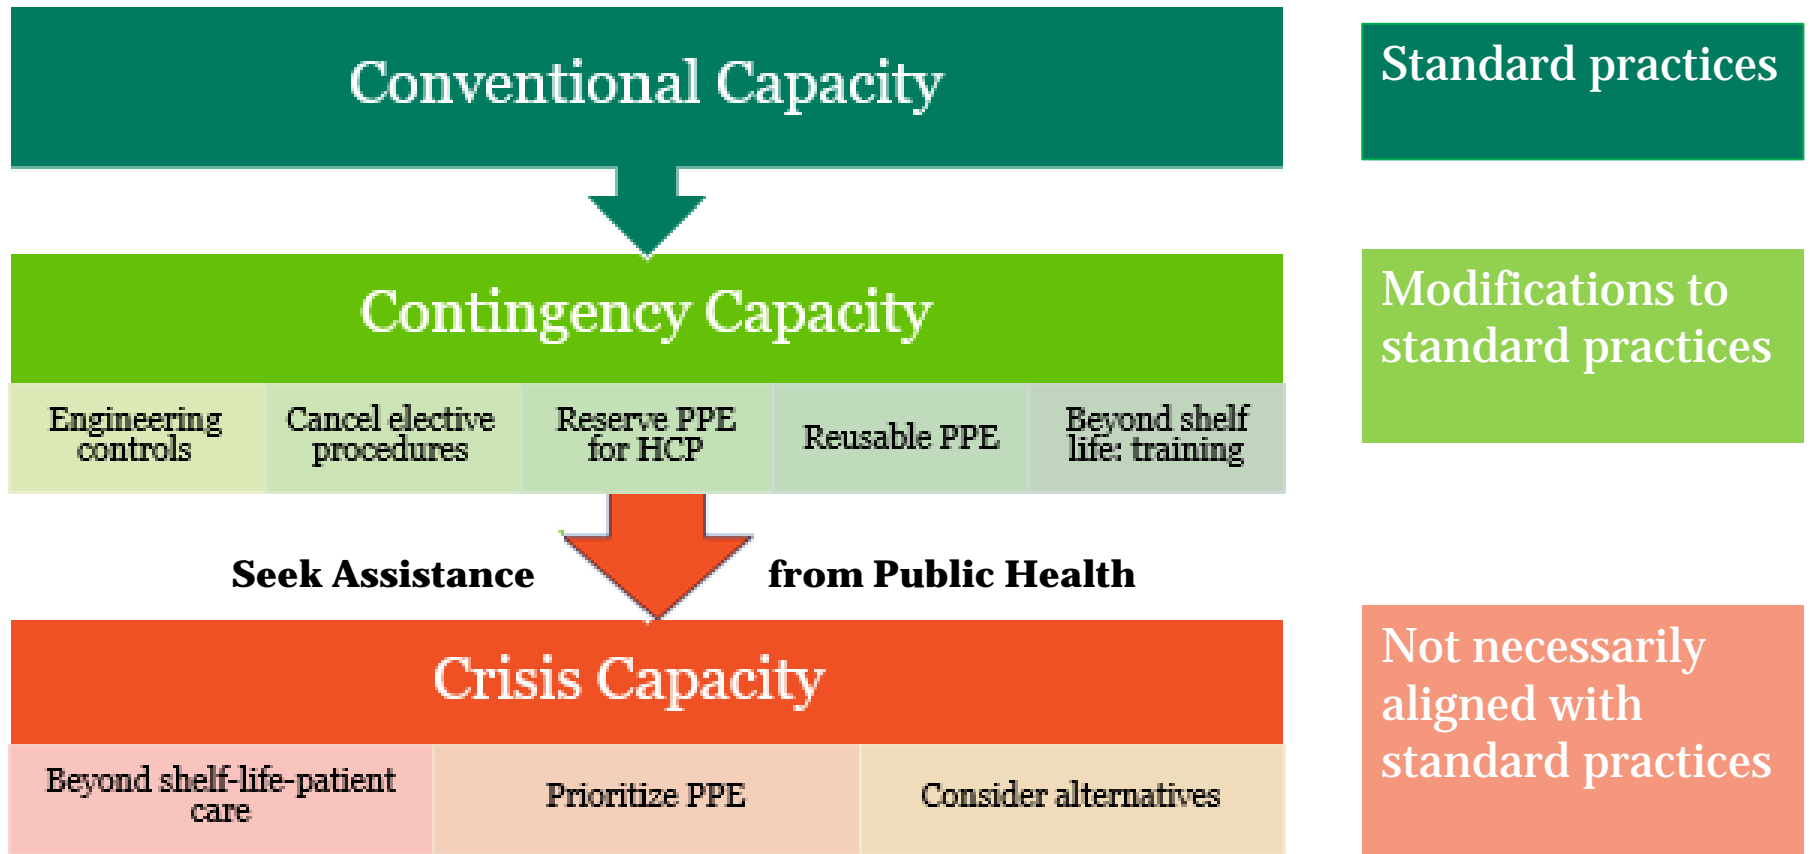 Conventional Capacity
Standard practices
Contingency Capacity
Modifications to
standard practices
Engineering
controls
Cancel elective
procedures
Reserve PPE
for HCP
Reusable PPE
Beyond shelf
life: training
Seek Assistance
from Public Health
Crisis Capacity
Not necessarily
aligned with
standard practices
Beyond shelf-life-patient
care
Prioritize PPE
Consider alternatives